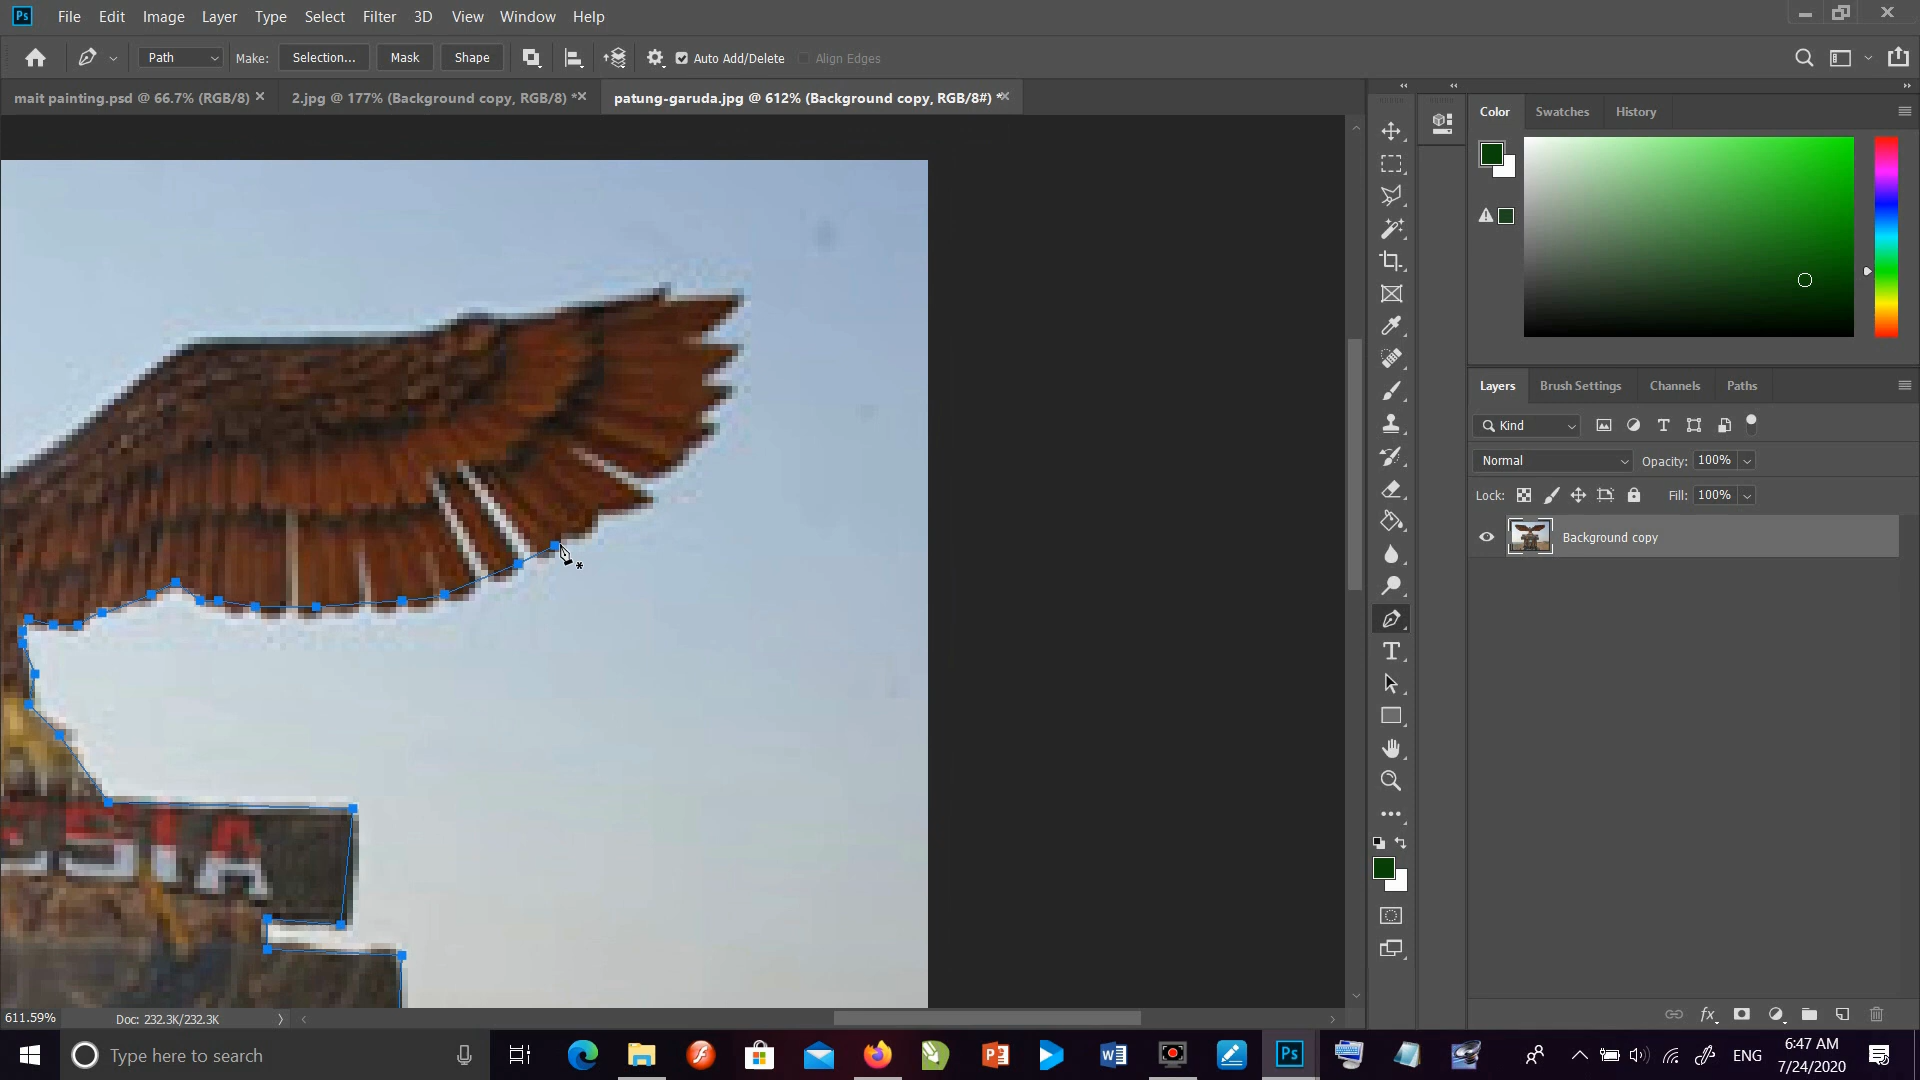 Ps File Edit Image Layer Type Select Filter 3D View Window Help
Path Make: Selection... Mask Shape Auto Add/Delete Align Edges
mait painting.psd @ 66.7% (RGB/8) 2.jpg @ 177% (Background copy, RGB/8) * patung-garuda.jpg @ 612% (Background copy, RGB/8#) *
Color Swatches History
Layers Brush Settings Channels Paths
Kind
Normal Opacity: 100%
Lock: Fill: 100%
Background copy
611.59% Doc: 232.3K/232.3K
Type here to search
ENG
6:47 AM
7/24/2020